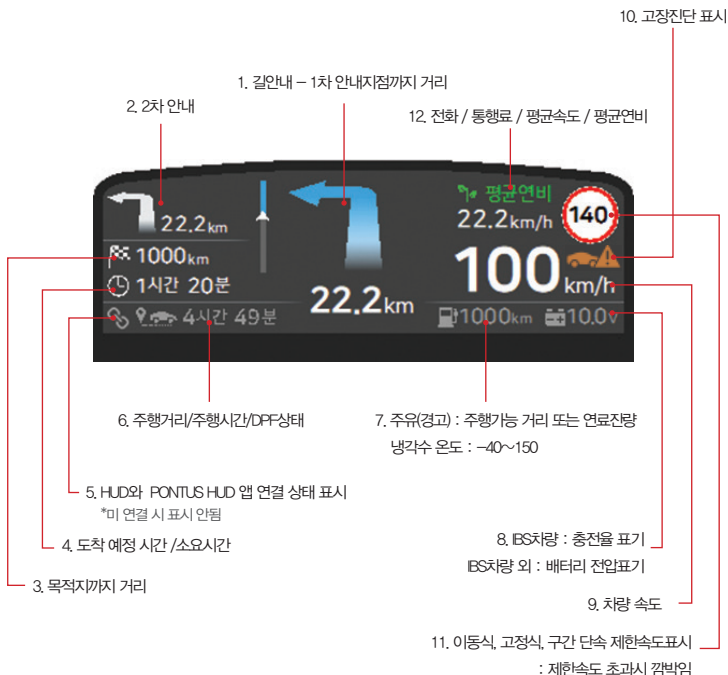 10. 고장진단 표시
1. 길안내 – 1차 안내지점까지 거리
2. 2차 안내
12. 전화 / 통행료 / 평균속도 / 평균연비
평균연비
22.2km
22.2km/h
140
1000km
100
km/h
1시간 20분
22.2km
4시간 49분
1000km
10.0v
6. 주행거리/주행시간/DPF상태
7. 주유(경고) : 주행가능 거리 또는 연료잔량
냉각수 온도 : -40~150
5. HUD와 PONTUS HUD 앱 연결 상태 표시
*미 연결 시 표시 안됨
8. IBS차량 : 충전율 표기
IBS차량 외 : 배터리 전압표기
4. 도착 예정 시간 /소요시간
3. 목적지까지 거리
9. 차량 속도
11. 이동식, 고정식, 구간 단속 제한속도표시
: 제한속도 초과시 깜박임